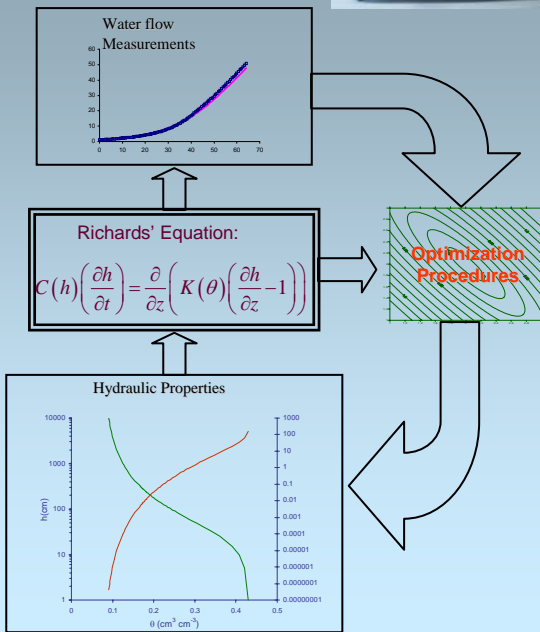 Water flow
Measurements
60
50
40
30
20
10
0
0 10 20 30 40 50 60 70
Richards' Equation:
C(h)(∂h/∂t) = ∂/∂z (K(θ)(∂h/∂z − 1))
Optimization
Procedures
Hydraulic Properties
10000
1000
100
10
1
h(cm)
1000
100
10
1
0.1
0.01
0.001
0.0001
0.00001
0.000001
0.0000001
0.00000001
0 0.1 0.2 0.3 0.4 0.5
θ (cm³ cm⁻³)